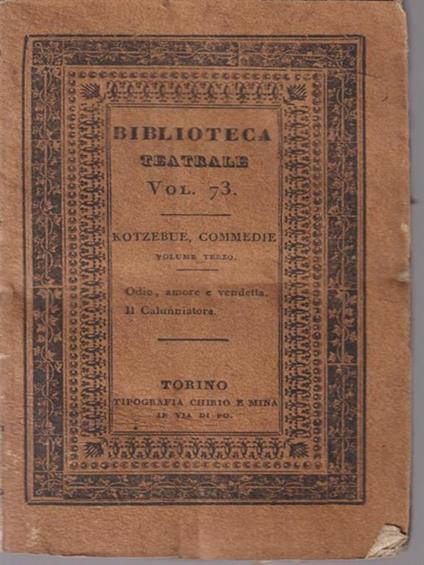 BIBLIOTECA
TEATRALE
VOL. 73.
KOTZEBUE, COMMEDIE
VOLUME TERZO.
Odio, amore e vendetta.
Il Calunniatore.
TORINO
TIPOGRAFIA CHIRIO E MINA
IN VIA DI PO.